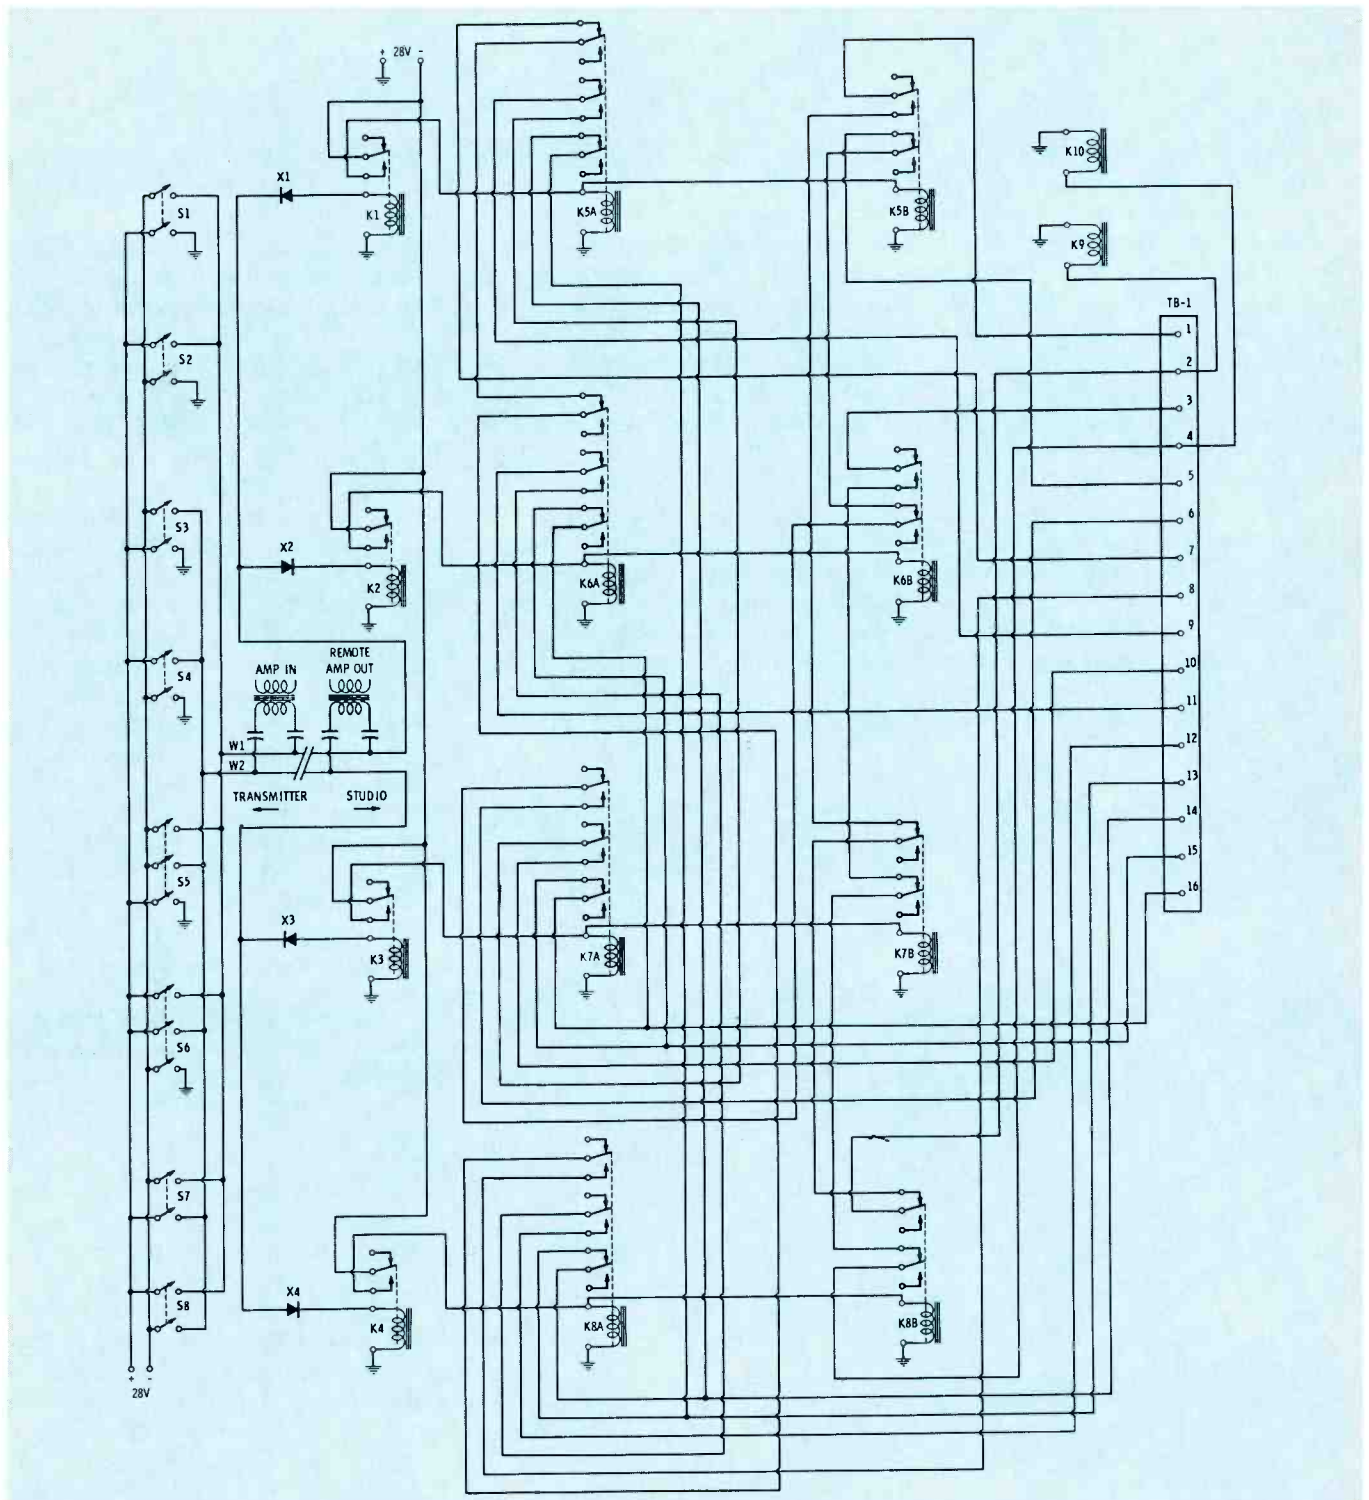 + 28V -
X1
K1
K5A
K5B
K10
K9
S1
TB-1
1
2
3
4
5
6
7
8
9
10
11
12
13
14
15
16
S2
S3
X2
K2
K6A
K6B
S4
AMP IN
REMOTE
AMP OUT
W1
W2
TRANSMITTER
STUDIO
S5
X3
K3
K7A
K7B
S6
S7
S8
X4
K4
K8A
K8B
+ -
28V